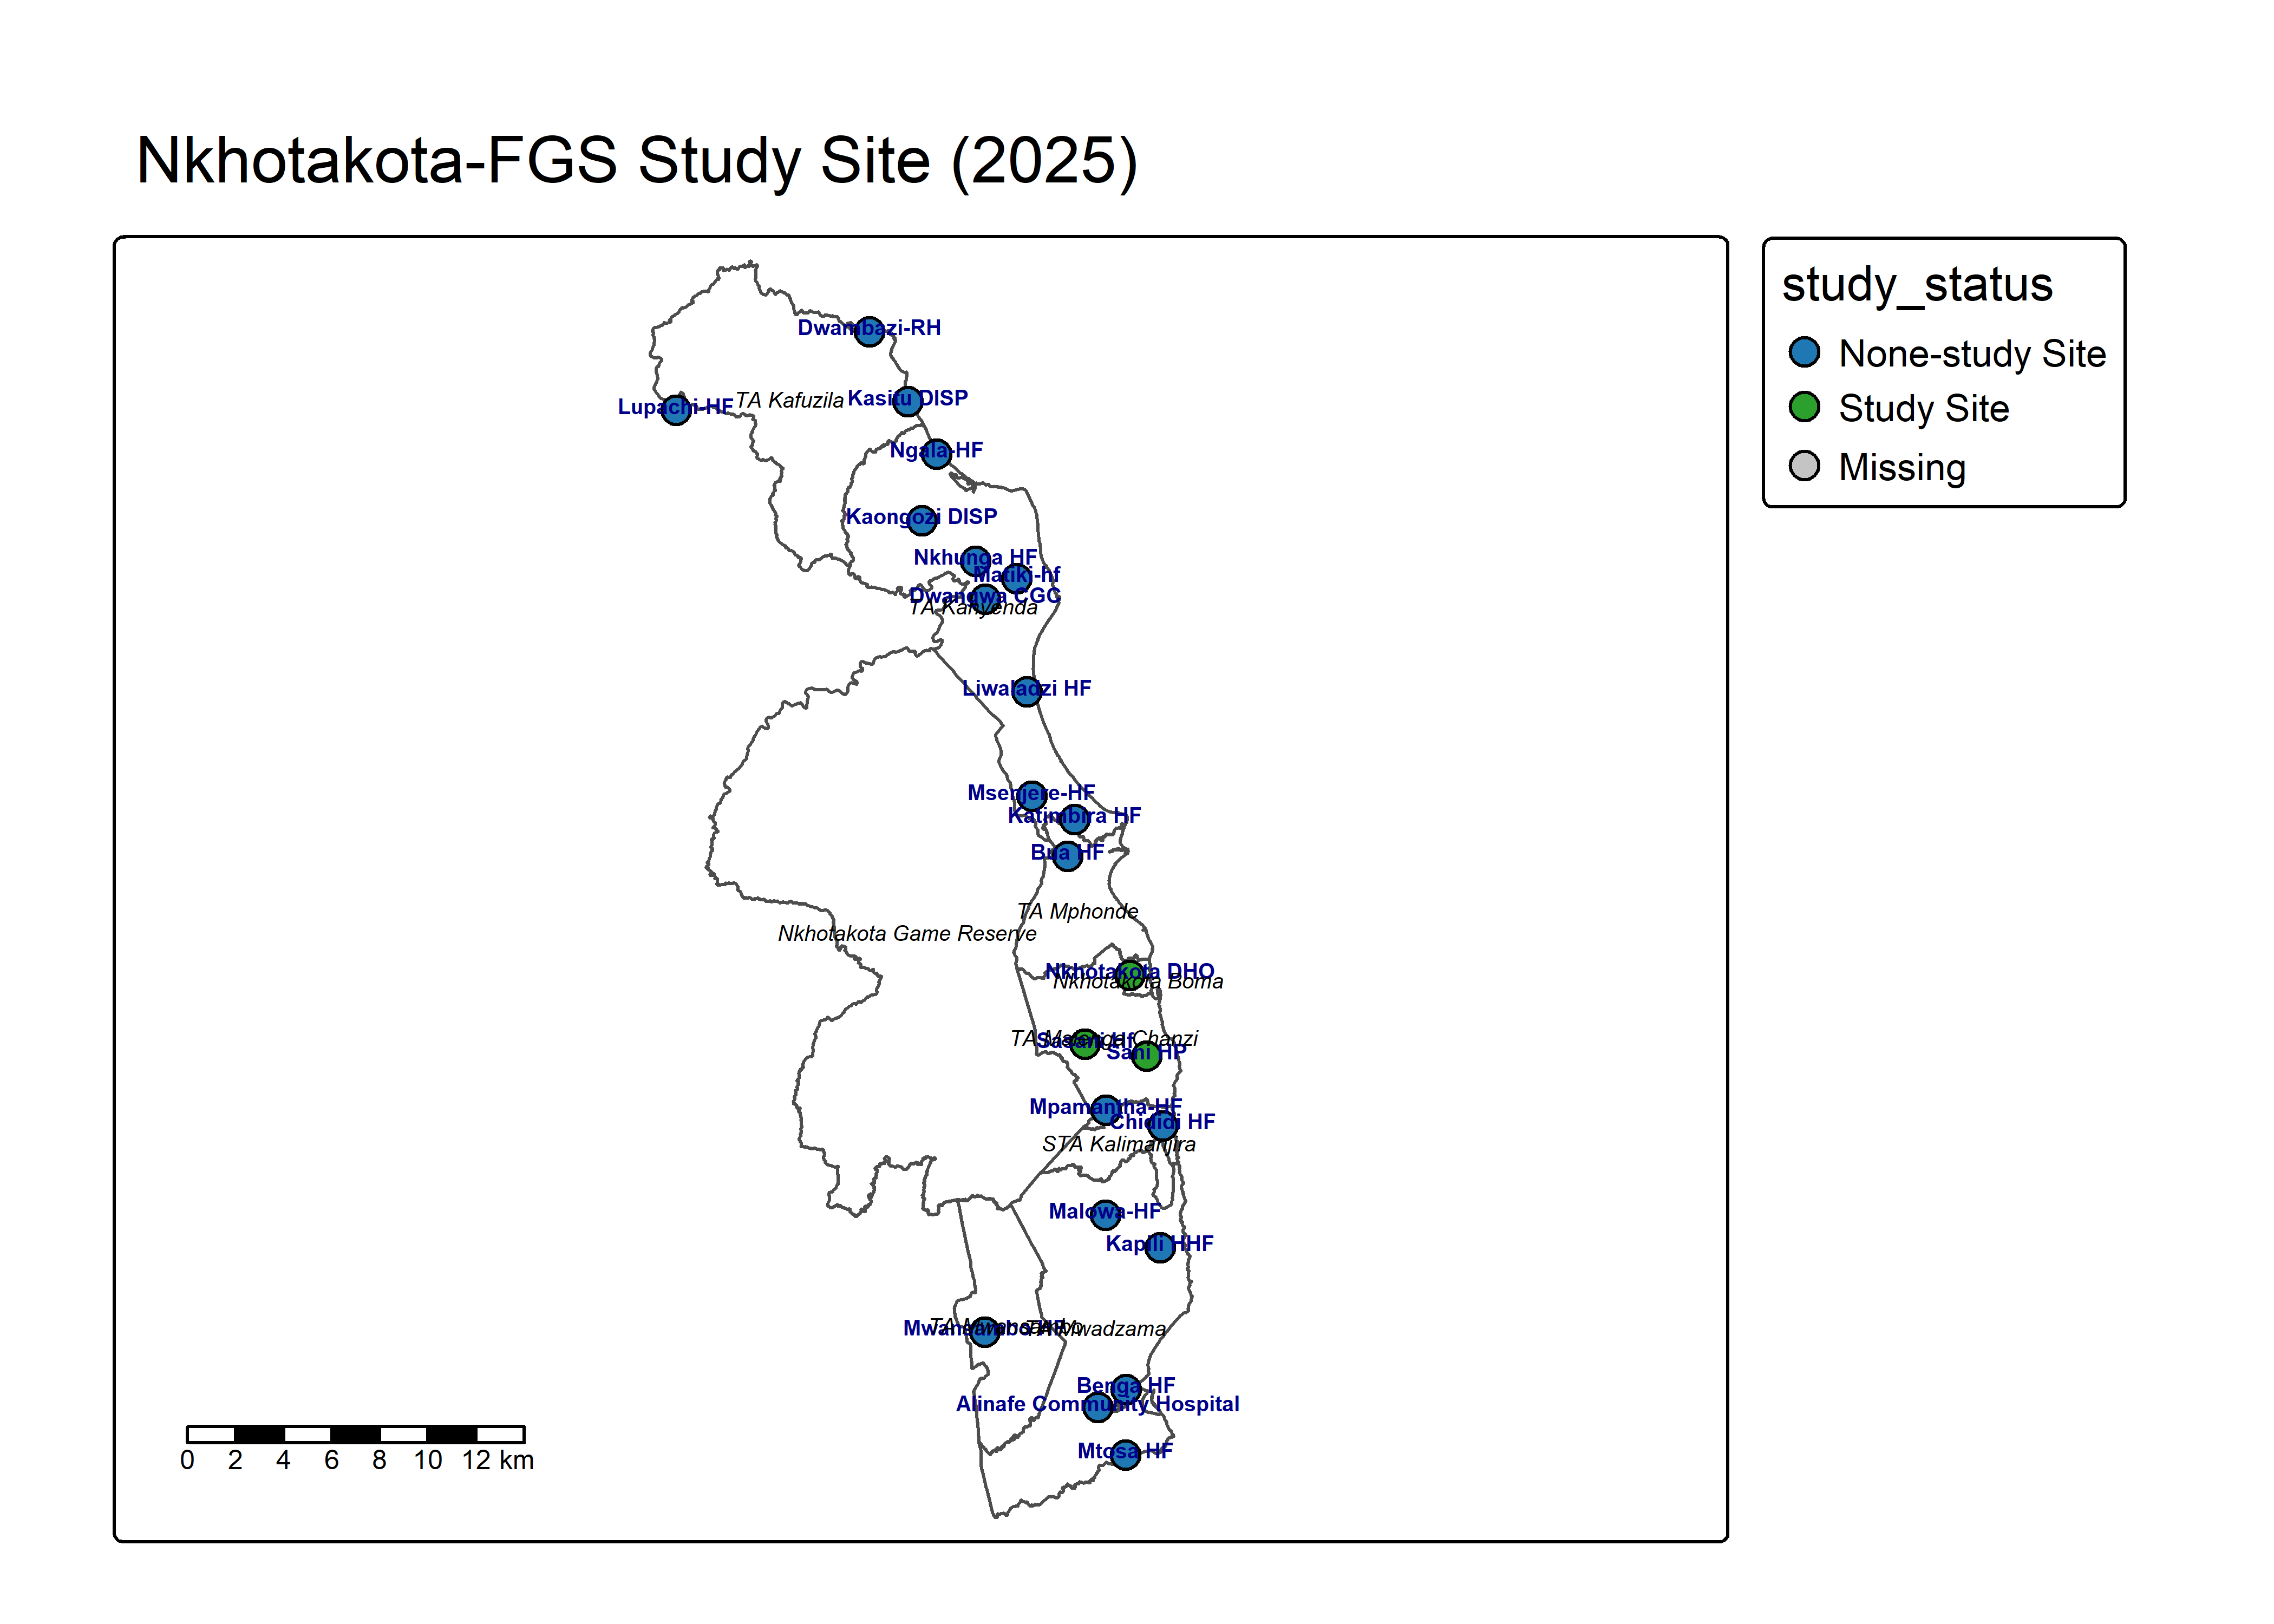 Nkhotakota-FGS Study Site (2025)
study_status
None-study Site
Study Site
Missing
Dwambazi-RH
Lupachi-HF
TA Kafuzila
Kasitu DISP
Ngala-HF
Kaongozi DISP
Nkhunga HF
Matiki-hf
Dwangwa CGC
TA Kanyenda
Liwaladzi HF
Msenjere-HF
Katimbira HF
Bua HF
TA Mphonde
Nkhotakota Game Reserve
Nkhotakota DHO
Nkhotakota Boma
TA Malenga Chanzi
Sani HP
Mpamantha-HF
Chididi HF
STA Kalimanjira
Malowa-HF
Kapili HHF
Mwansambo HF
TA Mwansambo
TA Mwadzama
Benga HF
Alinafe Community Hospital
Mtosa HF
0 2 4 6 8 10 12 km